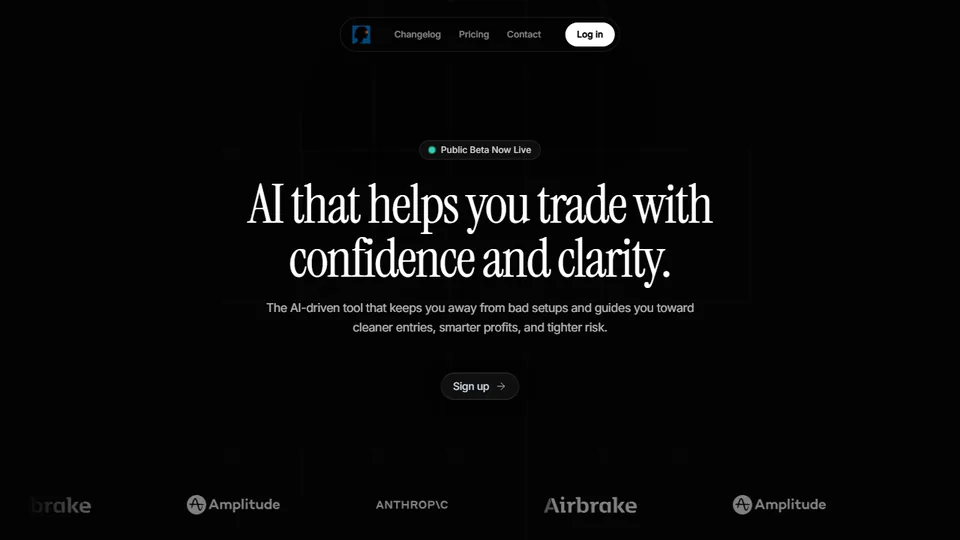 Changelog Pricing Contact Log in
Public Beta Now Live
AI that helps you trade with
confidence and clarity.
The AI-driven tool that keeps you away from bad setups and guides you toward
cleaner entries, smarter profits, and tighter risk.
Sign up →
brake Amplitude ANTHROP\C Airbrake Amplitude